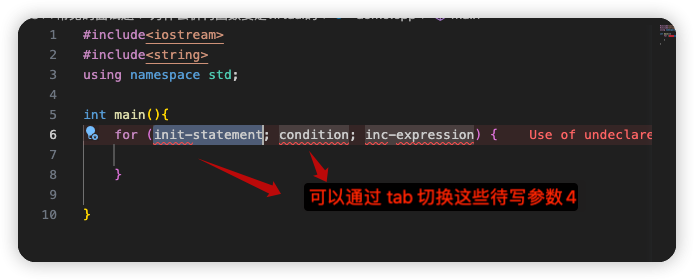 1 #include<iostream>
2 #include<string>
3 using namespace std;
4
5 int main(){
6 for (init-statement; condition; inc-expression) { Use of undeclare
7
8 }
9
10 }
可以通过 tab 切换这些待写参数 4